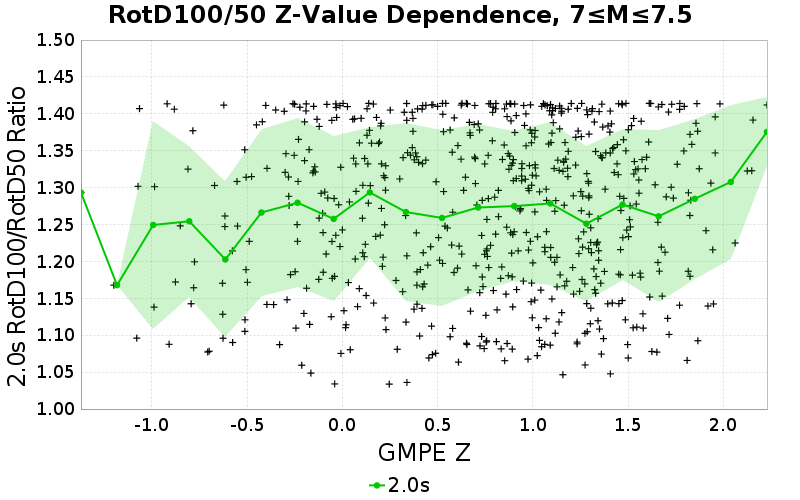 RotD100/50 Z-Value Dependence, 7≤M≤7.5
2.0s RotD100/RotD50 Ratio
1.50
1.45
1.40
1.35
1.30
1.25
1.20
1.15
1.10
1.05
1.00
-1.0 -0.5 0.0 0.5 1.0 1.5 2.0
GMPE Z
2.0s